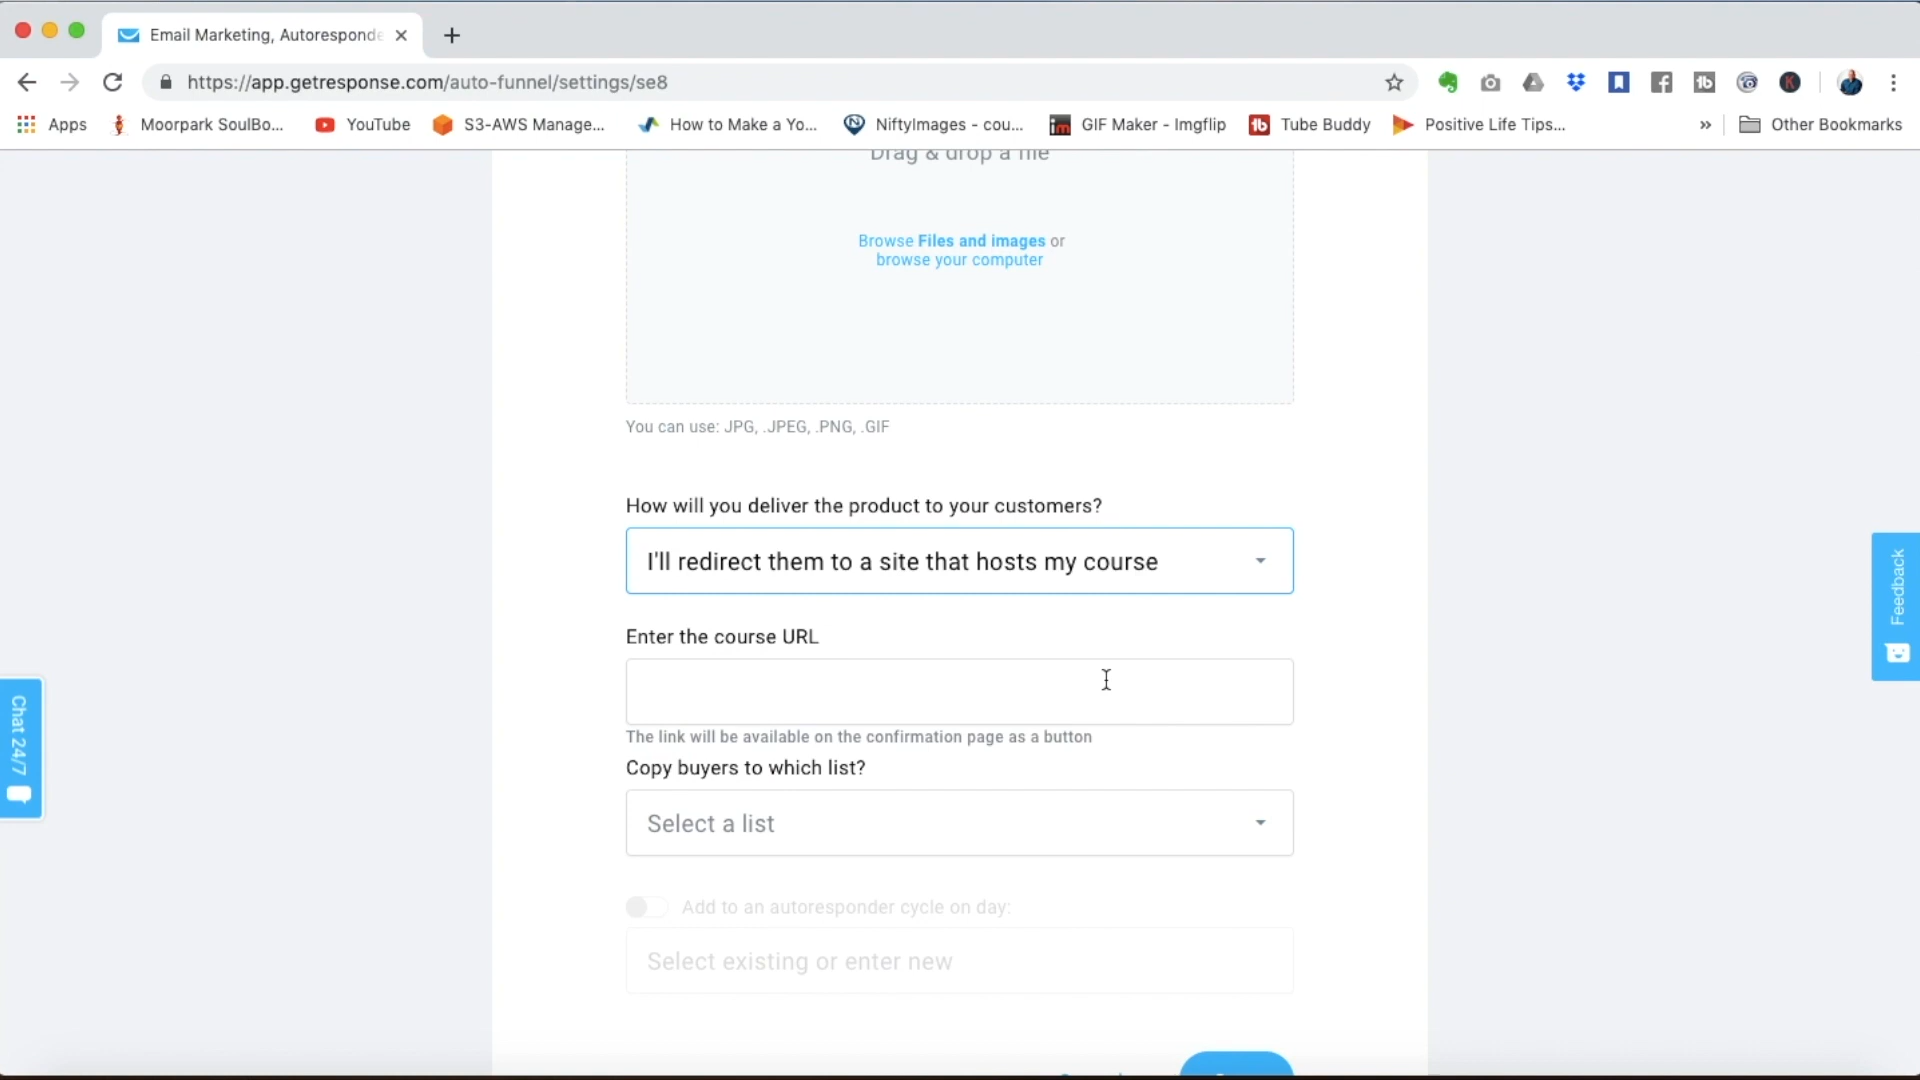 Email Marketing, Autoresponde
https://app.getresponse.com/auto-funnel/settings/se8
Apps
Moorpark SoulBo...
YouTube
S3-AWS Manage...
How to Make a Yo...
NiftyImages - cou...
GIF Maker - Imgflip
Tube Buddy
Positive Life Tips...
»
Other Bookmarks
Drag & drop a file
Browse Files and images or
browse your computer
You can use: JPG, .JPEG, .PNG, .GIF
How will you deliver the product to your customers?
I'll redirect them to a site that hosts my course
Enter the course URL
The link will be available on the confirmation page as a button
Copy buyers to which list?
Select a list
Add to an autoresponder cycle on day:
Select existing or enter new
Chat 24/7
Feedback